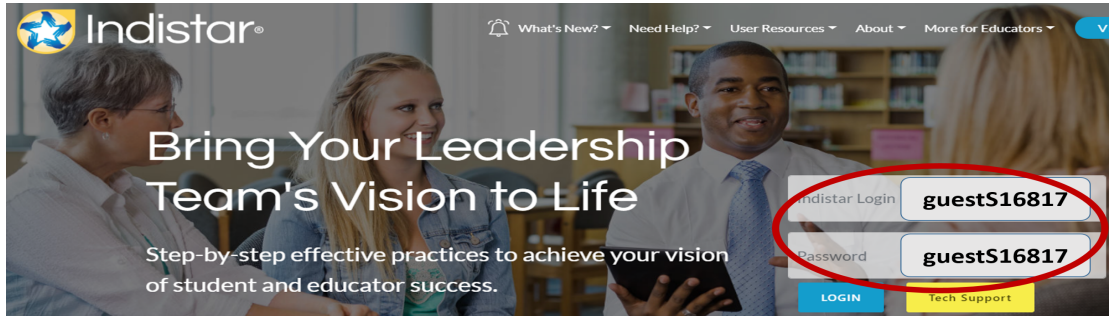 Indistar®
What's New? Need Help? User Resources About More for Educators V
Bring Your Leadership
Team's Vision to Life
Step-by-step effective practices to achieve your vision
of student and educator success.
Indistar Login guestS16817
Password guestS16817
LOGIN Tech Support